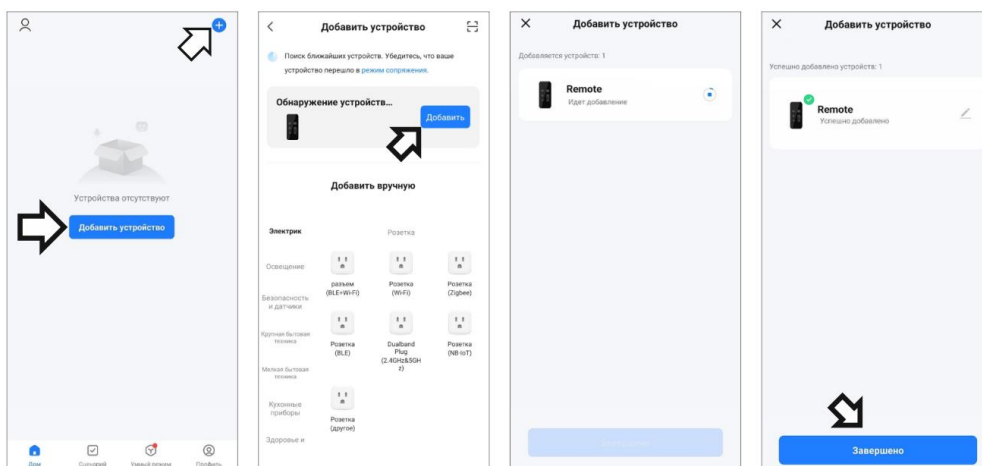 Устройства отсутствуют
Добавить устройство
Дом
Сценарий
Умный режим
Профиль
Добавить устройство
Поиск ближайших устройств. Убедитесь, что ваше
устройство перешло в режим сопряжения.
Обнаружение устройств...
Добавить
Добавить вручную
Электрик
Розетка
Освещение
Безопасность
и датчики
Крупная бытовая
техника
Мелкая бытовая
техника
Кухонные
приборы
Здоровье и
разъем
(BLE+Wi-Fi)
Розетка
(Wi-Fi)
Розетка
(Zigbee)
Розетка
(BLE)
Dualband
Plug
(2.4GHz&5GH
z)
Розетка
(NB-IoT)
Розетка
(другое)
Добавить устройство
Добавляется устройств: 1
Remote
Идет добавление
Добавить устройство
Успешно добавлено устройств: 1
Remote
Успешно добавлено
Завершено